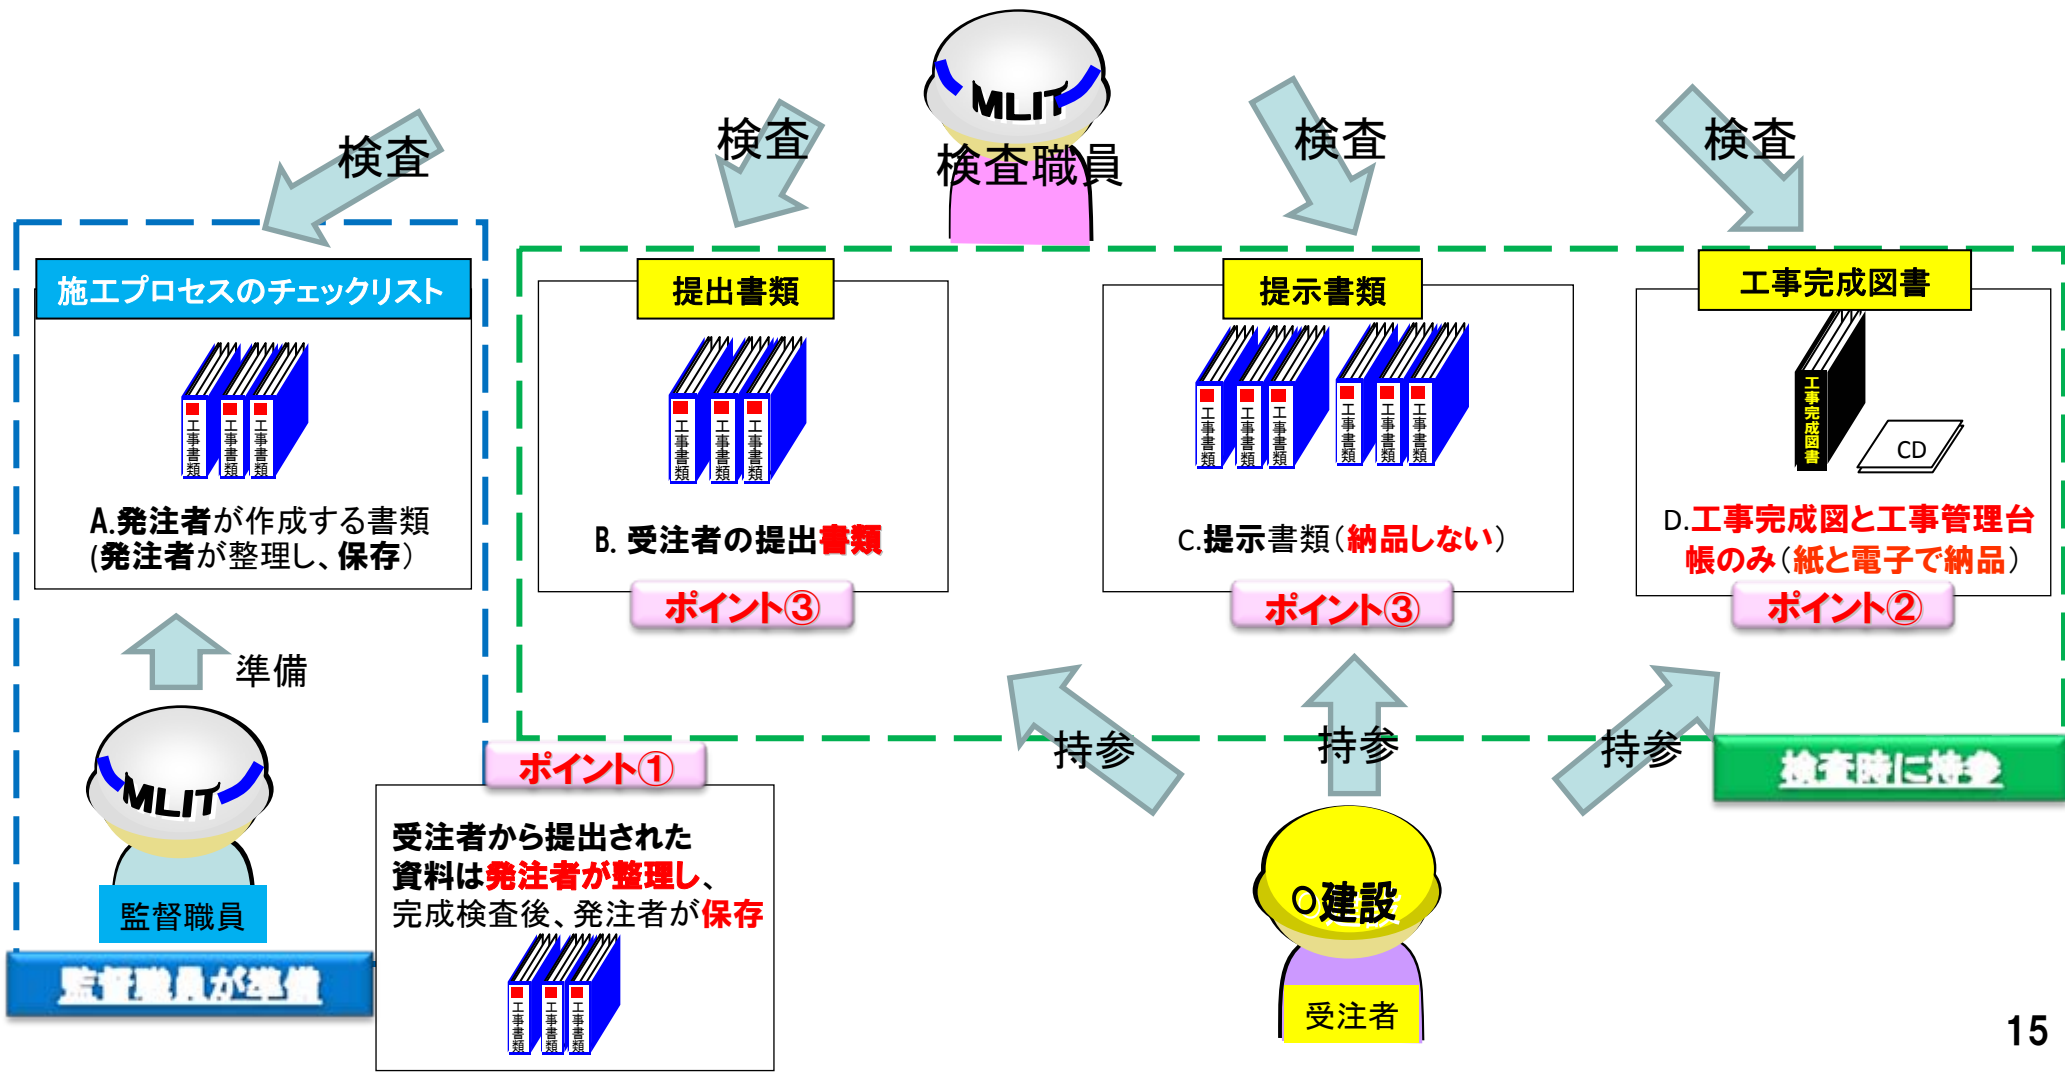 MLIT
検査職員
検査
検査
検査
検査
施工プロセスのチェックリスト
工事書類
工事書類
工事書類
A.発注者が作成する書類
(発注者が整理し、保存)
提出書類
工事書類
工事書類
工事書類
B. 受注者の提出書類
ポイント③
提示書類
工事書類
工事書類
工事書類
工事書類
工事書類
工事書類
C.提示書類(納品しない)
ポイント③
工事完成図書
工事完成図書
CD
D.工事完成図と工事管理台
帳のみ(紙と電子で納品)
ポイント②
準備
MLIT
監督職員
監督職員が準備
ポイント①
受注者から提出された
資料は発注者が整理し、
完成検査後、発注者が保存
工事書類
工事書類
工事書類
持参
持参
持参
検査時に持参
○建設
受注者
15